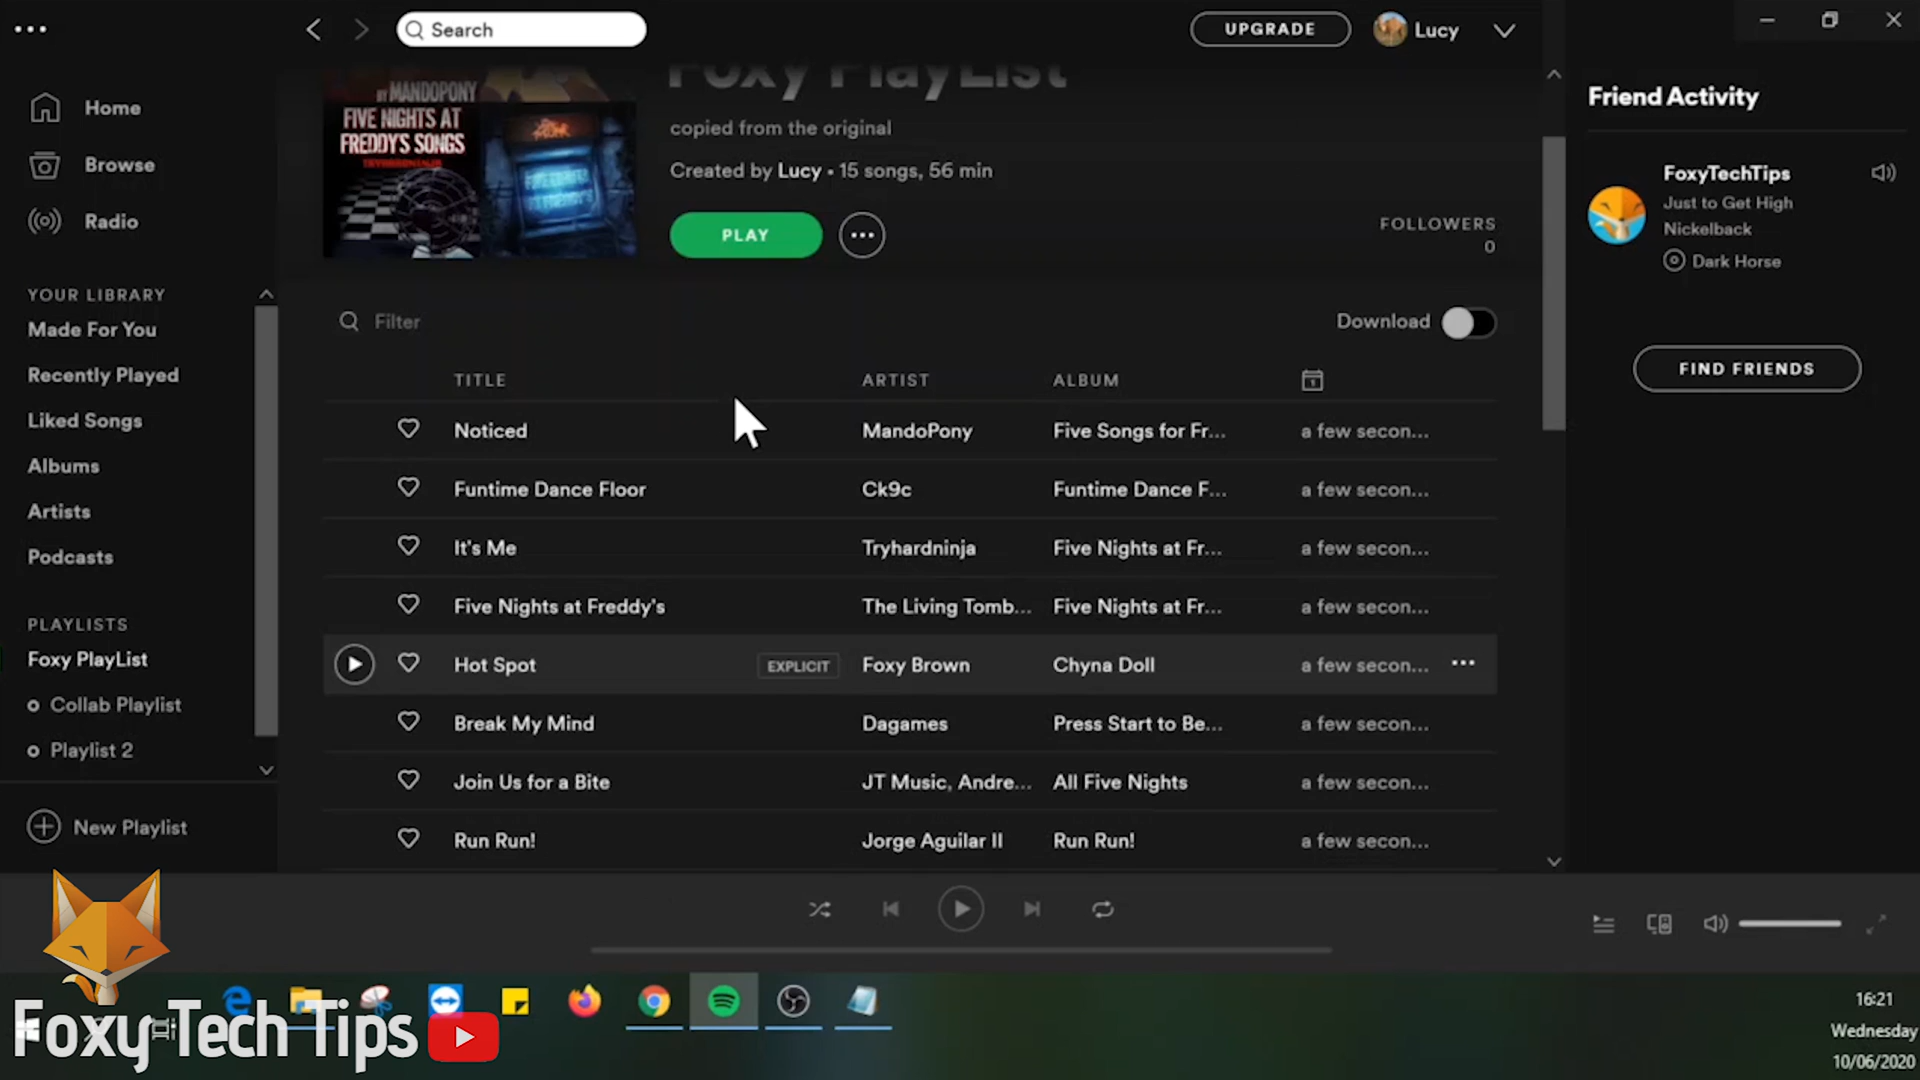 Search
UPGRADE
Lucy
Home
Browse
Radio
YOUR LIBRARY
Made For You
Recently Played
Liked Songs
Albums
Artists
Podcasts
PLAYLISTS
Foxy PlayList
Collab Playlist
Playlist 2
New Playlist
BY MANDOPONY
FIVE NIGHTS AT
FREDDY'S SONGS
TRYHARDNINJA
Foxy PlayList
copied from the original
Created by Lucy • 15 songs, 56 min
PLAY
FOLLOWERS
0
Filter
Download
TITLE ARTIST ALBUM
Noticed MandoPony Five Songs for Fr... a few secon...
Funtime Dance Floor Ck9c Funtime Dance F... a few secon...
It's Me Tryhardninja Five Nights at Fr... a few secon...
Five Nights at Freddy's The Living Tomb... Five Nights at Fr... a few secon...
Hot Spot EXPLICIT Foxy Brown Chyna Doll a few secon...
Break My Mind Dagames Press Start to Be... a few secon...
Join Us for a Bite JT Music, Andre... All Five Nights a few secon...
Run Run! Jorge Aguilar II Run Run! a few secon...
Friend Activity
FoxyTechTips
Just to Get High
Nickelback
Dark Horse
FIND FRIENDS
Foxy Tech Tips
16:21
Wednesday
10/06/2020